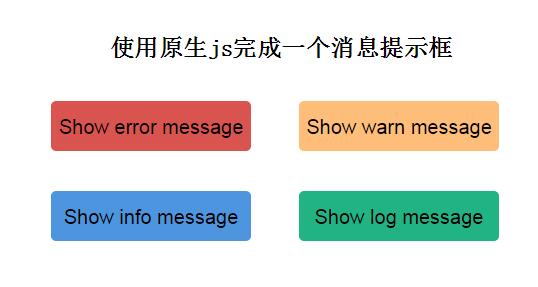 使用原生js完成一个消息提示框
Show error message
Show warn message
Show info message
Show log message